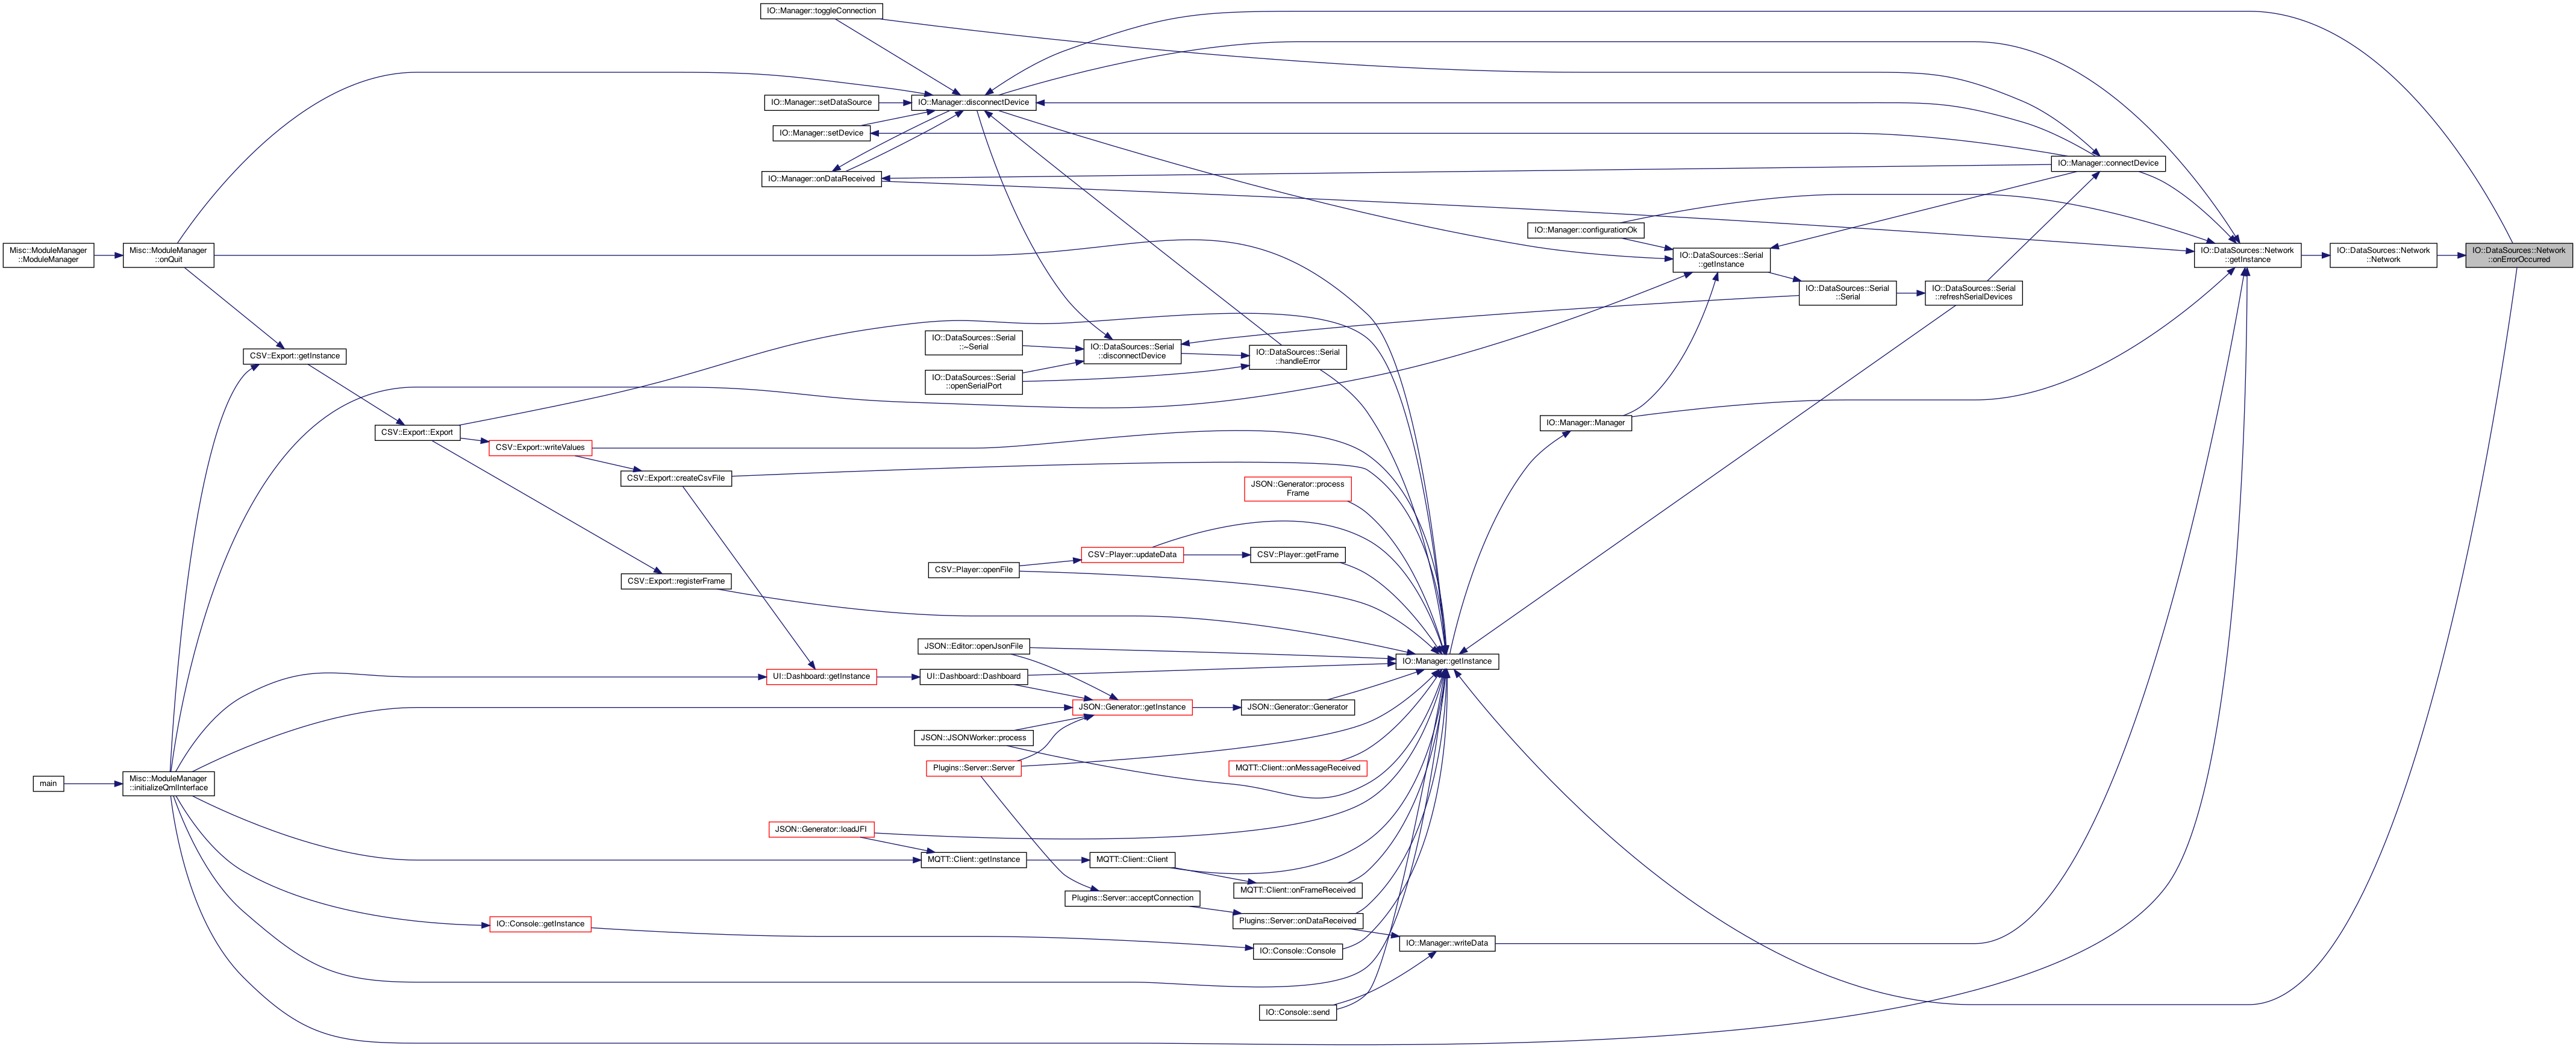 IO::Manager::toggleConnection
IO::Manager::setDataSource
IO::Manager::disconnectDevice
IO::Manager::setDevice
IO::Manager::onDataReceived
IO::Manager::connectDevice
IO::Manager::configurationOk
Misc::ModuleManager
::ModuleManager
Misc::ModuleManager
::onQuit
IO::DataSources::Serial
::getInstance
IO::DataSources::Network
::getInstance
IO::DataSources::Network
::Network
IO::DataSources::Network
::onErrorOccurred
IO::DataSources::Serial
::Serial
IO::DataSources::Serial
::refreshSerialDevices
IO::DataSources::Serial
::~Serial
IO::DataSources::Serial
::disconnectDevice
IO::DataSources::Serial
::handleError
CSV::Export::getInstance
IO::DataSources::Serial
::openSerialPort
IO::Manager::Manager
CSV::Export::Export
CSV::Export::writeValues
CSV::Export::createCsvFile
JSON::Generator::process
Frame
CSV::Player::updateData
CSV::Player::getFrame
CSV::Player::openFile
CSV::Export::registerFrame
JSON::Editor::openJsonFile
IO::Manager::getInstance
UI::Dashboard::getInstance
UI::Dashboard::Dashboard
JSON::Generator::getInstance
JSON::Generator::Generator
JSON::JSONWorker::process
Plugins::Server::Server
MQTT::Client::onMessageReceived
main
Misc::ModuleManager
::initializeQmlInterface
JSON::Generator::loadJFI
MQTT::Client::getInstance
MQTT::Client::Client
MQTT::Client::onFrameReceived
Plugins::Server::acceptConnection
Plugins::Server::onDataReceived
IO::Console::getInstance
IO::Console::Console
IO::Manager::writeData
IO::Console::send